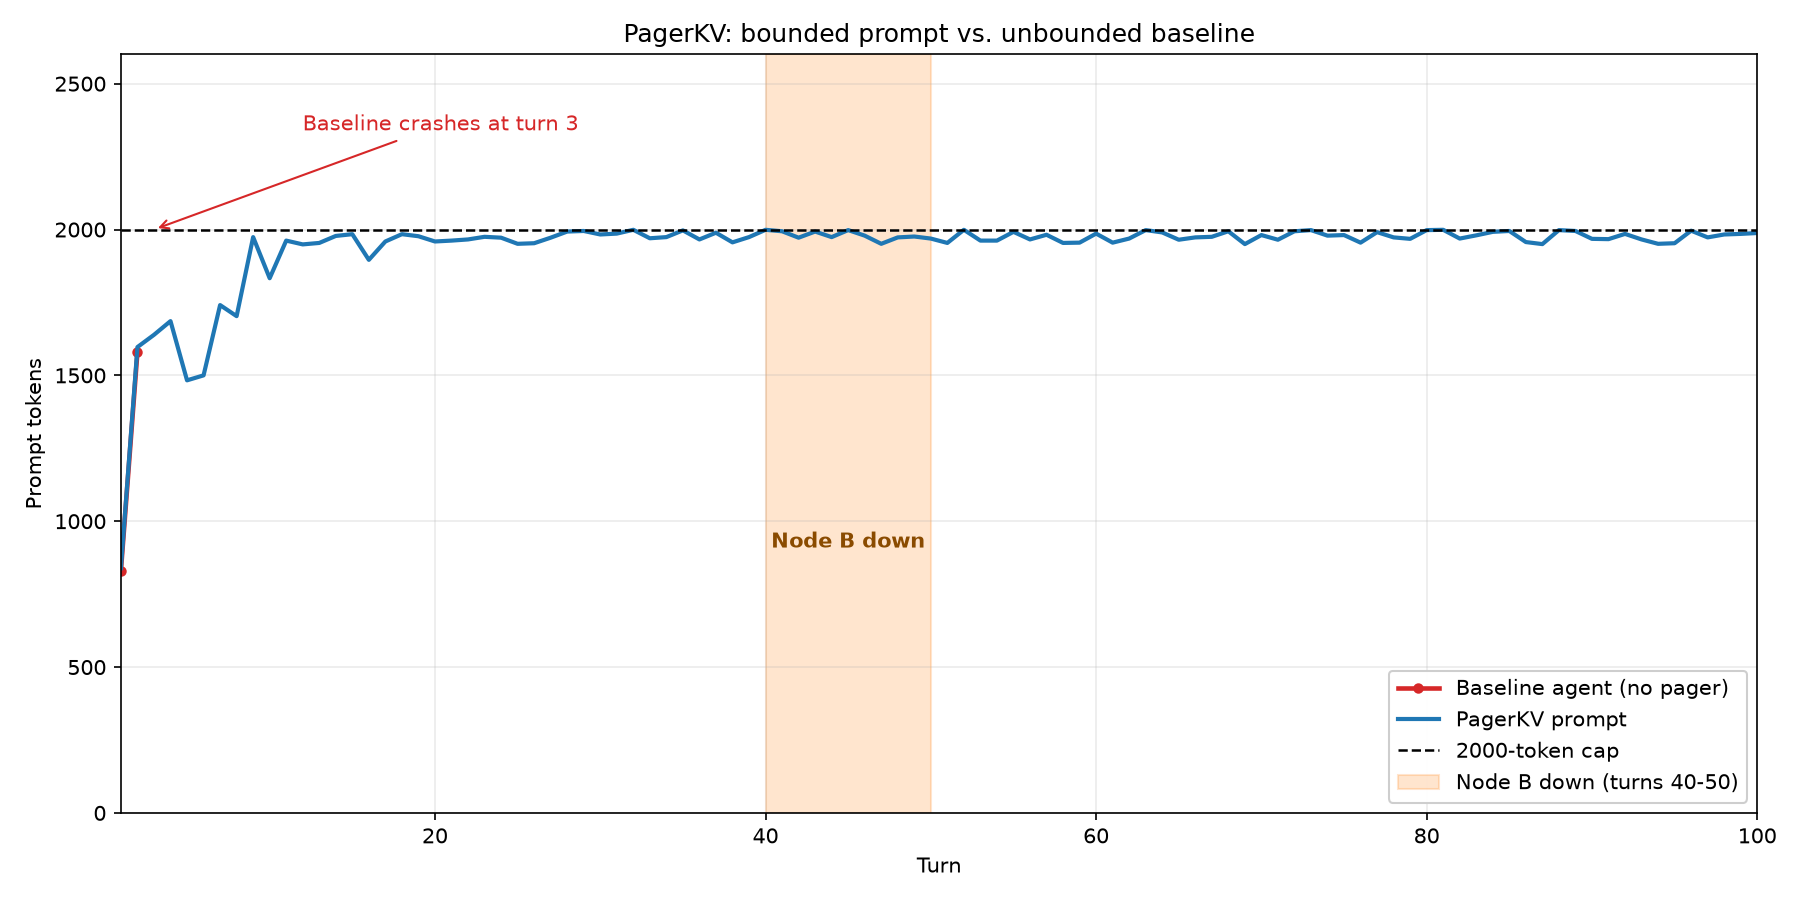 PagerKV: bounded prompt vs. unbounded baseline
Prompt tokens
2500
2000
1500
1000
500
0
Baseline crashes at turn 3
Node B down
Baseline agent (no pager)
PagerKV prompt
2000-token cap
Node B down (turns 40-50)
20 40 60 80 100
Turn